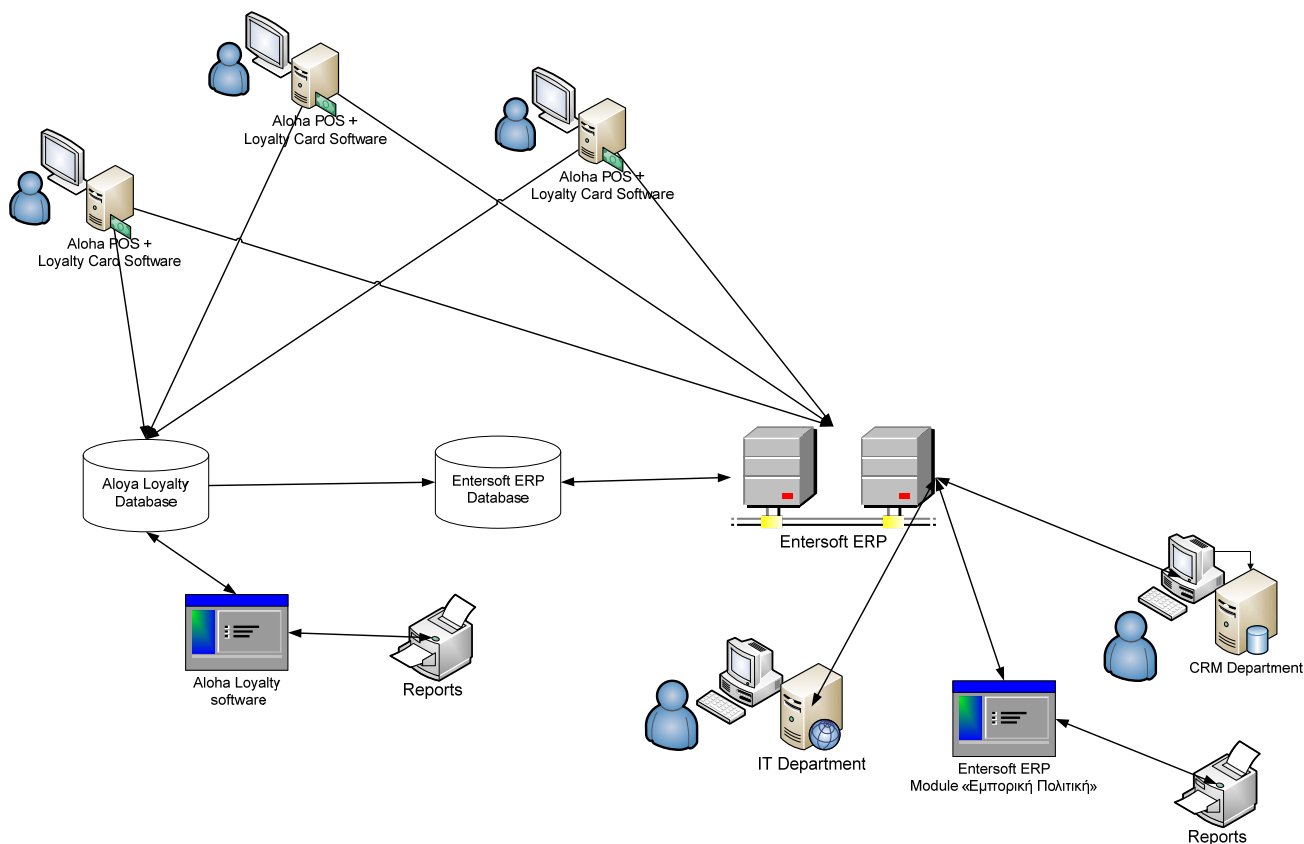 Aloha POS +
Loyalty Card Software
Aloha POS +
Loyalty Card Software
Aloha POS +
Loyalty Card Software
Aloya Loyalty
Database
Entersoft ERP
Database
Entersoft ERP
Aloha Loyalty
software
Reports
IT Department
CRM Department
Entersoft ERP
Module «Εμπορική Πολιτική»
Reports